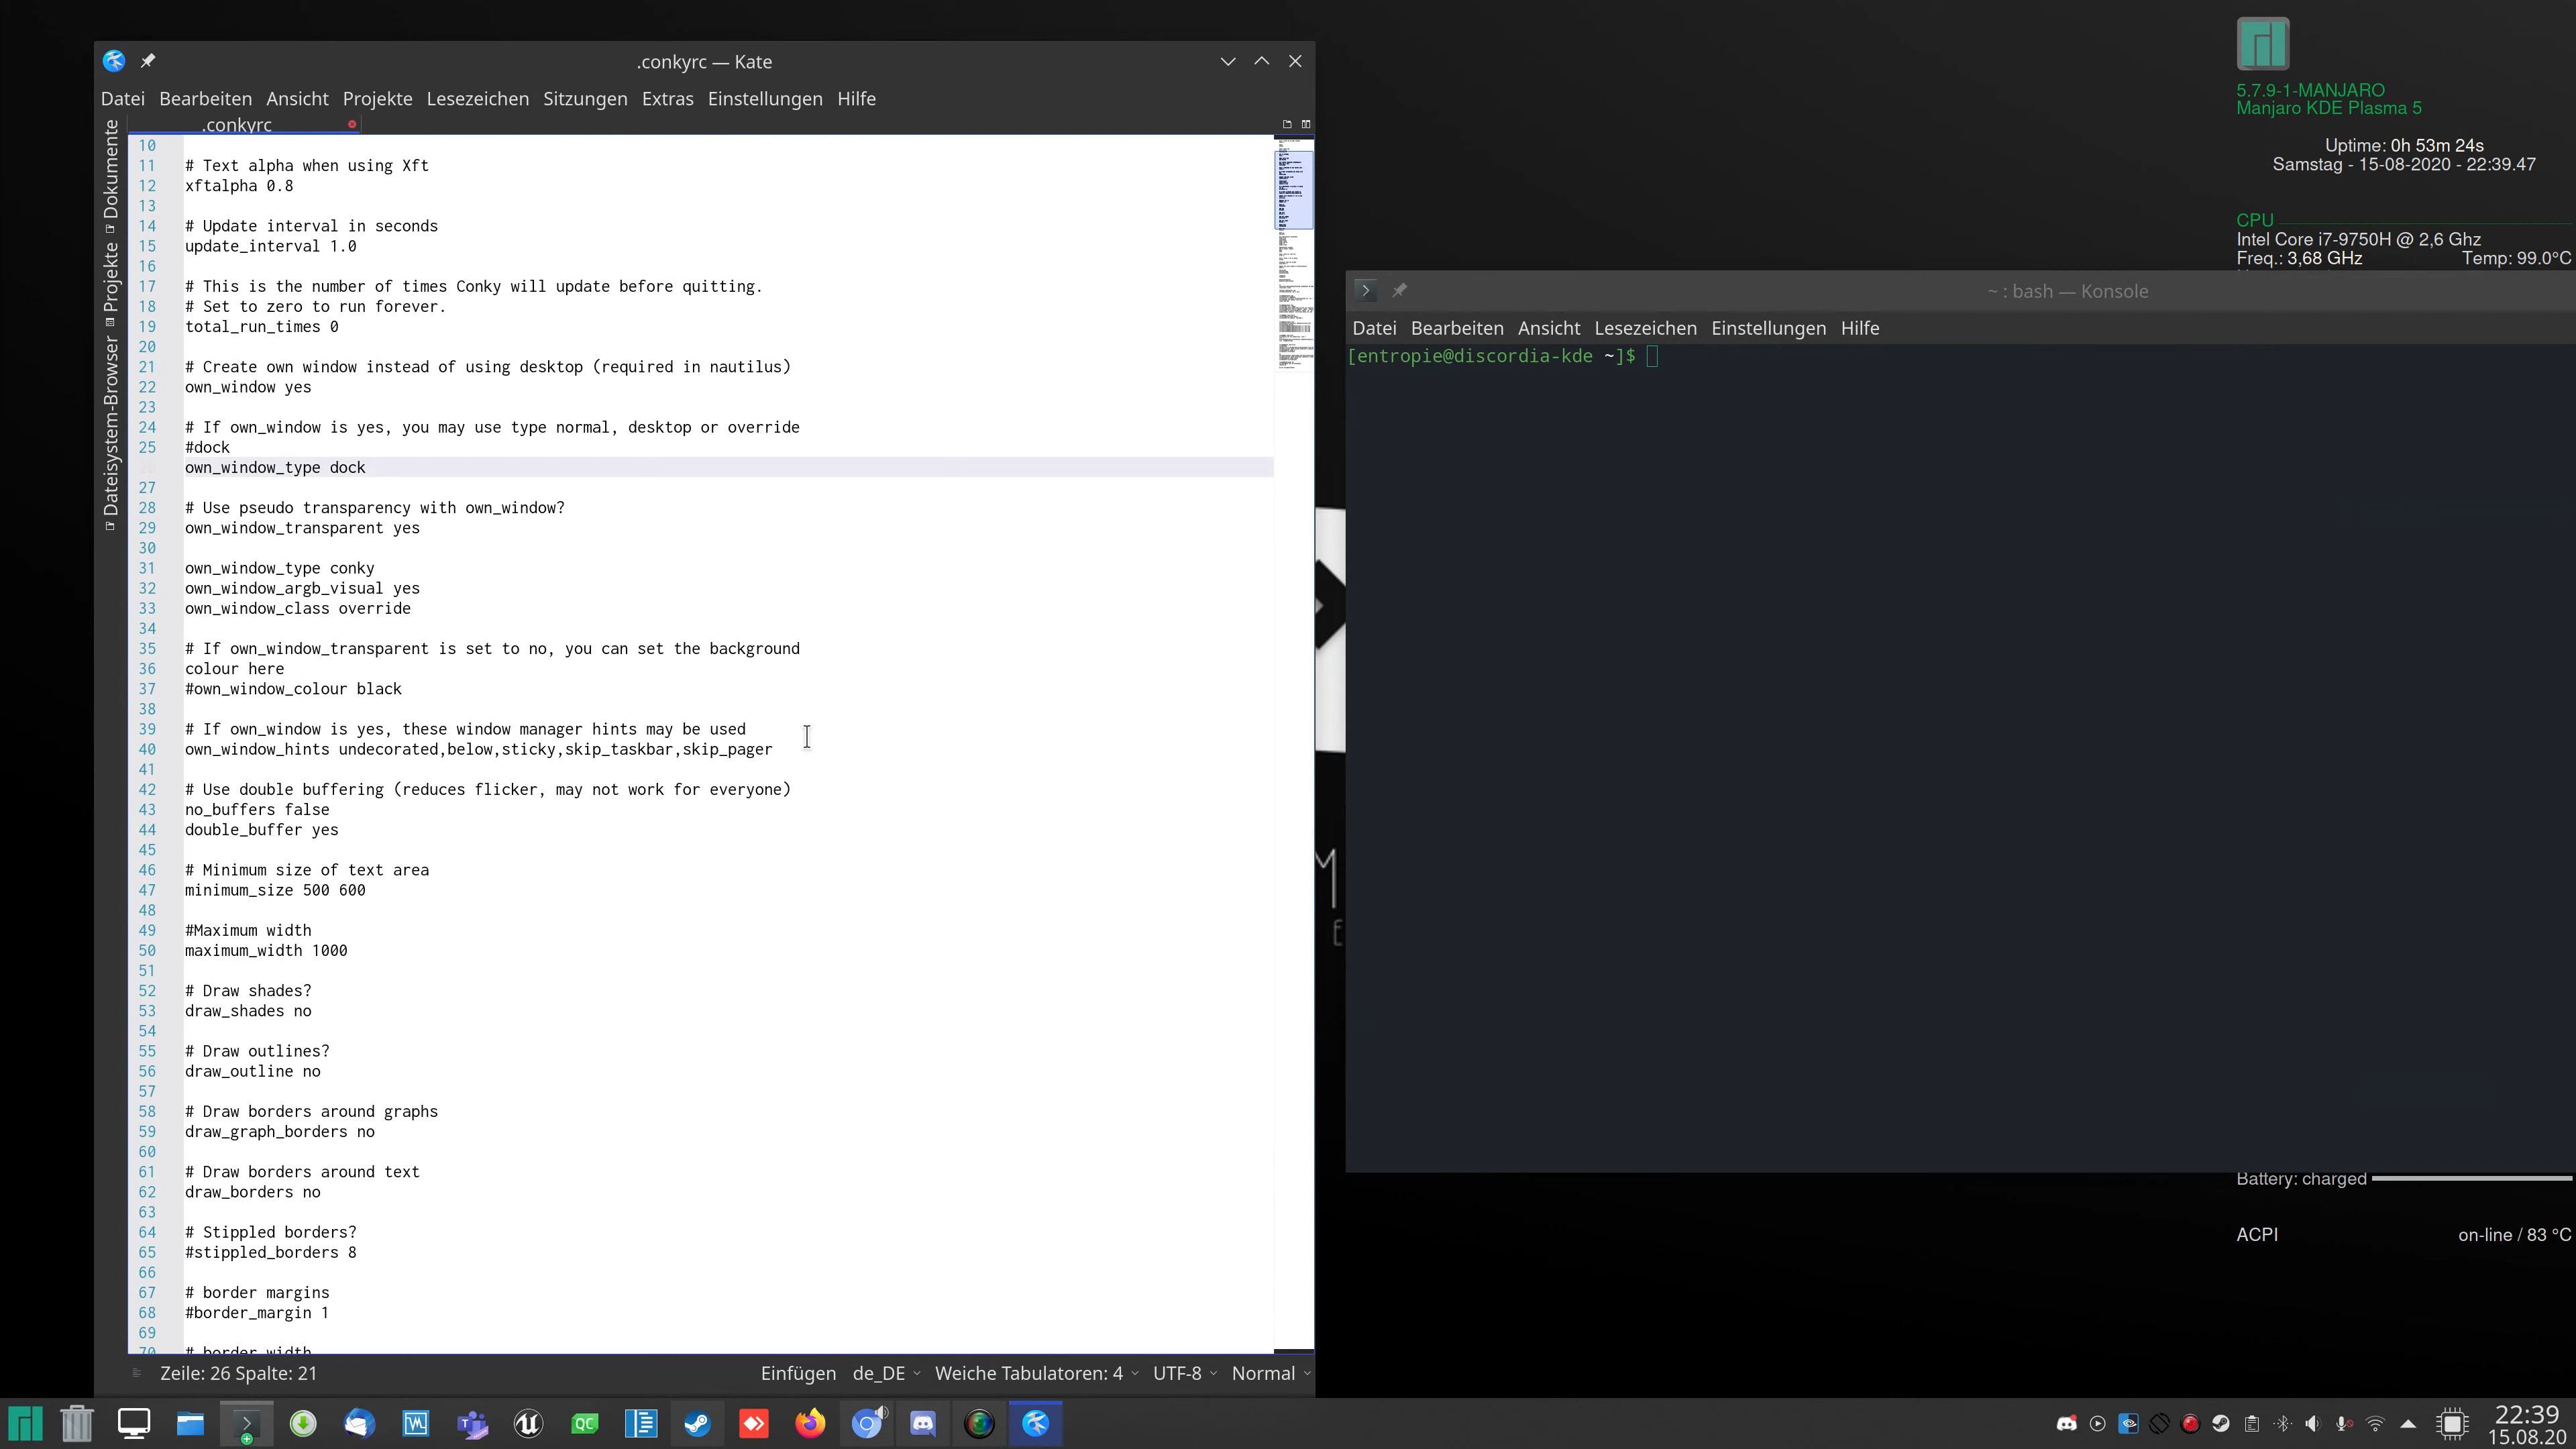 .conkyrc — Kate
Datei Bearbeiten Ansicht Projekte Lesezeichen Sitzungen Extras Einstellungen Hilfe
.conkyrc
Dokumente
Projekte
Dateisystem-Browser
10
11 # Text alpha when using Xft
12 xftalpha 0.8
13
14 # Update interval in seconds
15 update_interval 1.0
16
17 # This is the number of times Conky will update before quitting.
18 # Set to zero to run forever.
19 total_run_times 0
20
21 # Create own window instead of using desktop (required in nautilus)
22 own_window yes
23
24 # If own_window is yes, you may use type normal, desktop or override
25 #dock
own_window_type dock
27
28 # Use pseudo transparency with own_window?
29 own_window_transparent yes
30
31 own_window_type conky
32 own_window_argb_visual yes
33 own_window_class override
34
35 # If own_window_transparent is set to no, you can set the background
36 colour here
37 #own_window_colour black
38
39 # If own_window is yes, these window manager hints may be used
40 own_window_hints undecorated,below,sticky,skip_taskbar,skip_pager
41
42 # Use double buffering (reduces flicker, may not work for everyone)
43 no_buffers false
44 double_buffer yes
45
46 # Minimum size of text area
47 minimum_size 500 600
48
49 #Maximum width
50 maximum_width 1000
51
52 # Draw shades?
53 draw_shades no
54
55 # Draw outlines?
56 draw_outline no
57
58 # Draw borders around graphs
59 draw_graph_borders no
60
61 # Draw borders around text
62 draw_borders no
63
64 # Stippled borders?
65 #stippled_borders 8
66
67 # border margins
68 #border_margin 1
69
70 # border width
Zeile: 26 Spalte: 21 Einfügen de_DE Weiche Tabulatoren: 4 UTF-8 Normal
5.7.9-1-MANJARO
Manjaro KDE Plasma 5
Uptime: 0h 53m 24s
Samstag - 15-08-2020 - 22:39.47
CPU
Intel Core i7-9750H @ 2,6 Ghz
Freq.: 3,68 GHz Temp: 99.0°C
~ : bash — Konsole
Datei Bearbeiten Ansicht Lesezeichen Einstellungen Hilfe
[entropie@discordia-kde ~]$
M
E
Battery: charged
ACPI on-line / 83 °C
QC
22:39
15.08.20